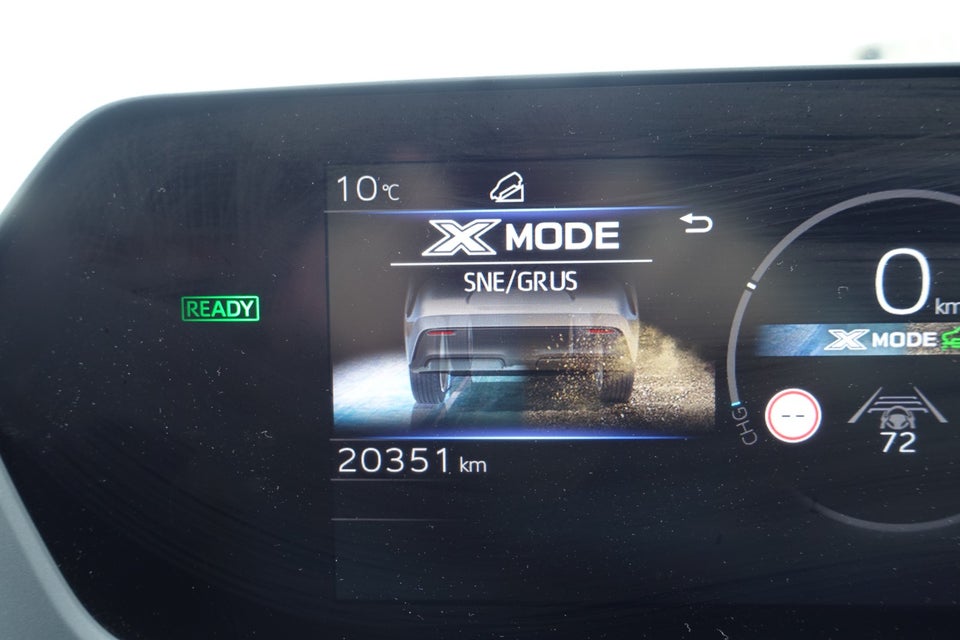 10°C
X MODE
SNE/GRUS
READY
20351 km
0
km
X MODE
CHG
--
72